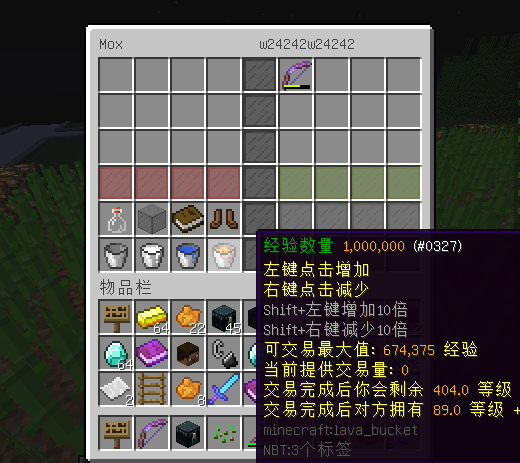 Mox w24242w24242
经验数量 1,000,000 (#0327)
左键点击增加
右键点击减少
Shift+左键增加10倍
Shift+右键减少10倍
可交易最大值: 674,375 经验
当前提供交易量: 0
交易完成后你会剩余 404.0 等级
交易完成后对方拥有 89.0 等级 +
minecraft:lava_bucket
NBT:3个标签
物品栏
64 22 45
64
2 8